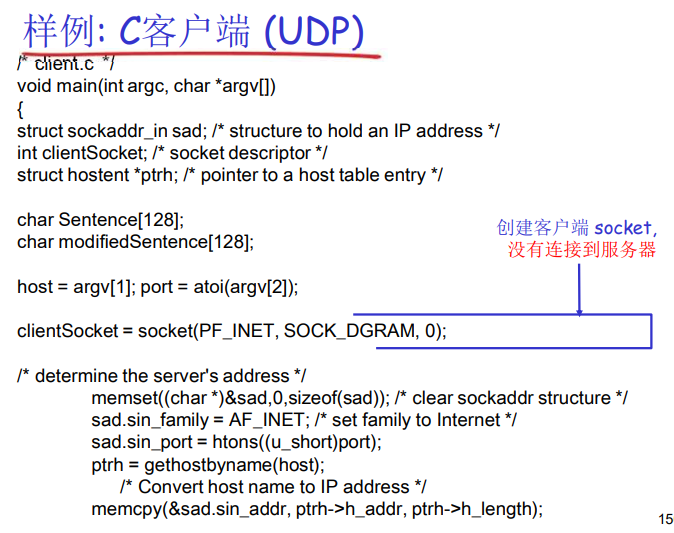 样例: C客户端 (UDP)
/* client.c */
void main(int argc, char *argv[])
{
struct sockaddr_in sad; /* structure to hold an IP address */
int clientSocket; /* socket descriptor */
struct hostent *ptrh; /* pointer to a host table entry */
char Sentence[128];
char modifiedSentence[128];
创建客户端 socket,
没有连接到服务器
host = argv[1]; port = atoi(argv[2]);
clientSocket = socket(PF_INET, SOCK_DGRAM, 0);
/* determine the server's address */
memset((char *)&sad,0,sizeof(sad)); /* clear sockaddr structure */
sad.sin_family = AF_INET; /* set family to Internet */
sad.sin_port = htons((u_short)port);
ptrh = gethostbyname(host);
/* Convert host name to IP address */
memcpy(&sad.sin_addr, ptrh->h_addr, ptrh->h_length);
15